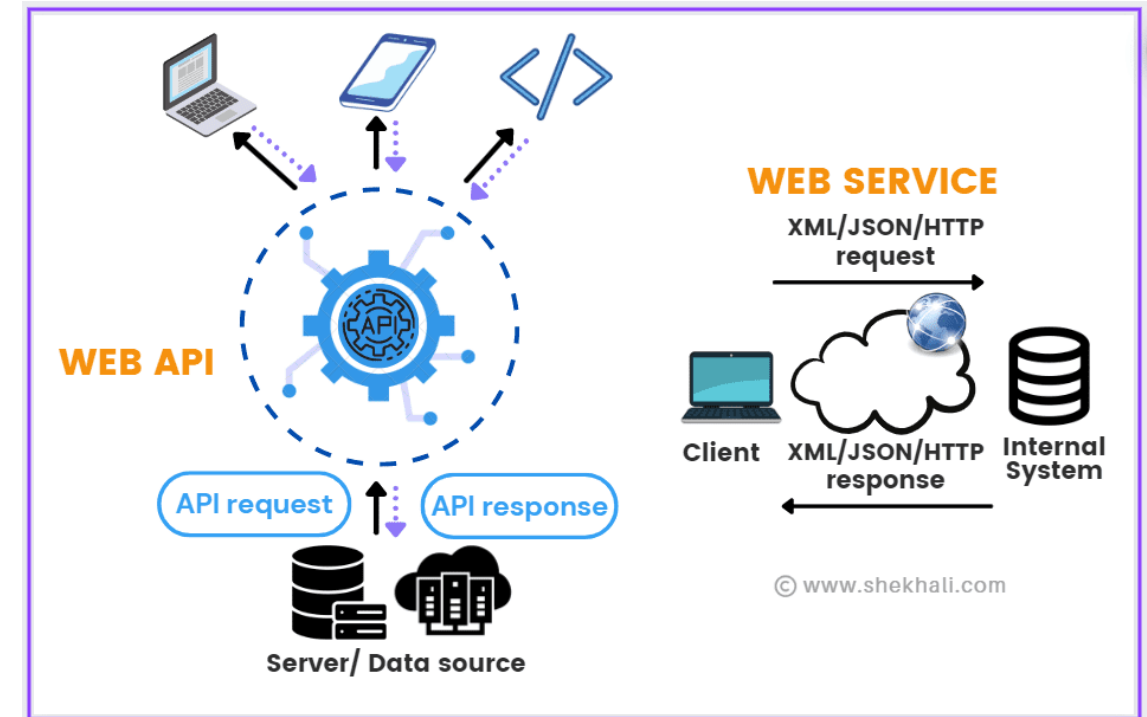 WEB API
API
API request
API response
Server/ Data source
WEB SERVICE
XML/JSON/HTTP
request
Client
XML/JSON/HTTP
response
Internal
System
© www.shekhali.com